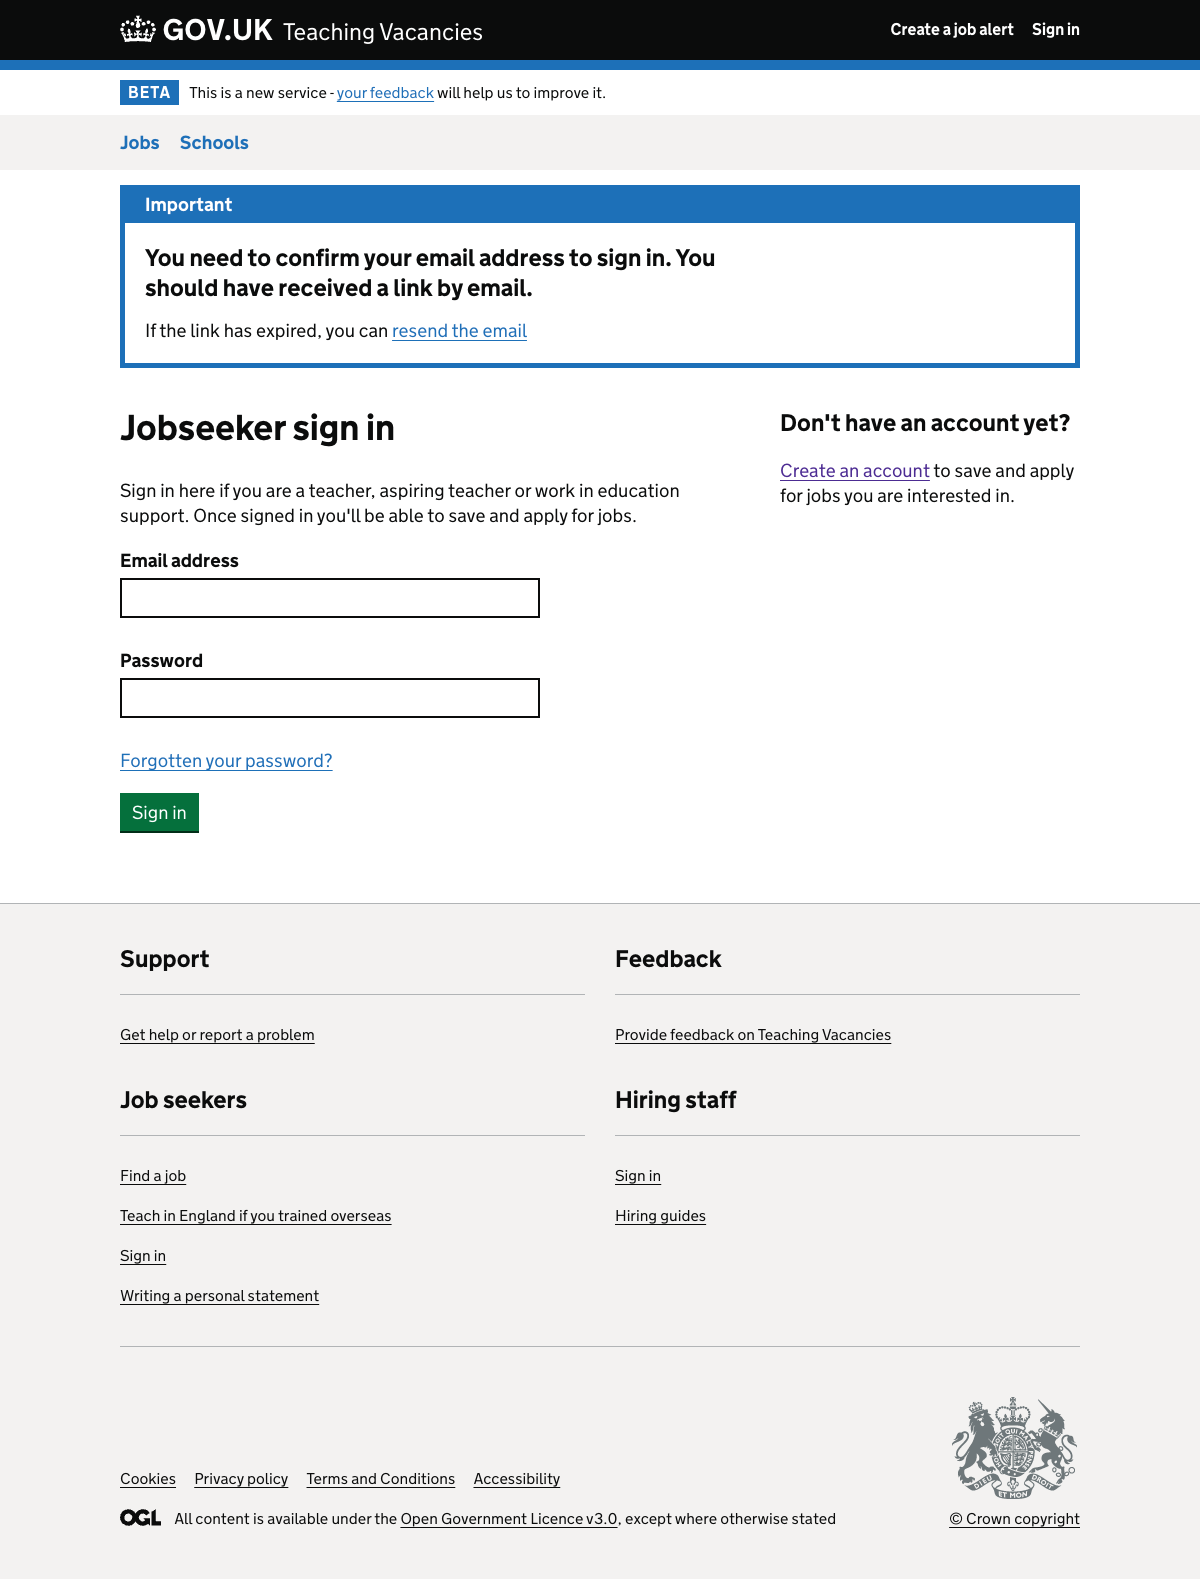 GOV.UK Teaching Vacancies
Create a job alert Sign in
BETA This is a new service - your feedback will help us to improve it.
Jobs Schools
Important
You need to confirm your email address to sign in. You
should have received a link by email.
If the link has expired, you can resend the email
Jobseeker sign in
Sign in here if you are a teacher, aspiring teacher or work in education
support. Once signed in you'll be able to save and apply for jobs.
Email address
Password
Forgotten your password?
Sign in
Don't have an account yet?
Create an account to save and apply
for jobs you are interested in.
Support
Get help or report a problem
Feedback
Provide feedback on Teaching Vacancies
Job seekers
Find a job
Teach in England if you trained overseas
Sign in
Writing a personal statement
Hiring staff
Sign in
Hiring guides
Cookies Privacy policy Terms and Conditions Accessibility
OGL All content is available under the Open Government Licence v3.0, except where otherwise stated
DIEU ET MON DROIT
© Crown copyright